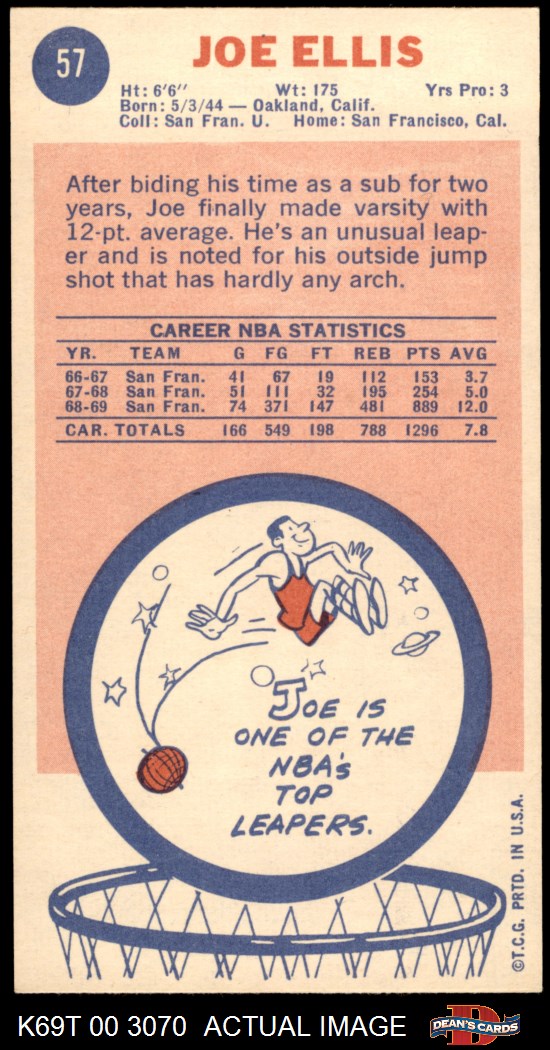 57
JOE ELLIS
Ht: 6'6" Wt: 175 Yrs Pro: 3
Born: 5/3/44 — Oakland, Calif.
Coll: San Fran. U. Home: San Francisco, Cal.
After biding his time as a sub for two
years, Joe finally made varsity with
12-pt. average. He's an unusual leap-
er and is noted for his outside jump
shot that has hardly any arch.
CAREER NBA STATISTICS
YR. TEAM G FG FT REB PTS AVG
66-67 San Fran. 41 67 19 112 153 3.7
67-68 San Fran. 51 111 32 195 254 5.0
68-69 San Fran. 74 371 147 481 889 12.0
CAR. TOTALS 166 549 198 788 1296 7.8
JOE IS
ONE OF THE
NBA's
TOP
LEAPERS.
©T.C.G. PRTD. IN U.S.A.
K69T 00 3070 ACTUAL IMAGE
D
DEAN'S CARDS